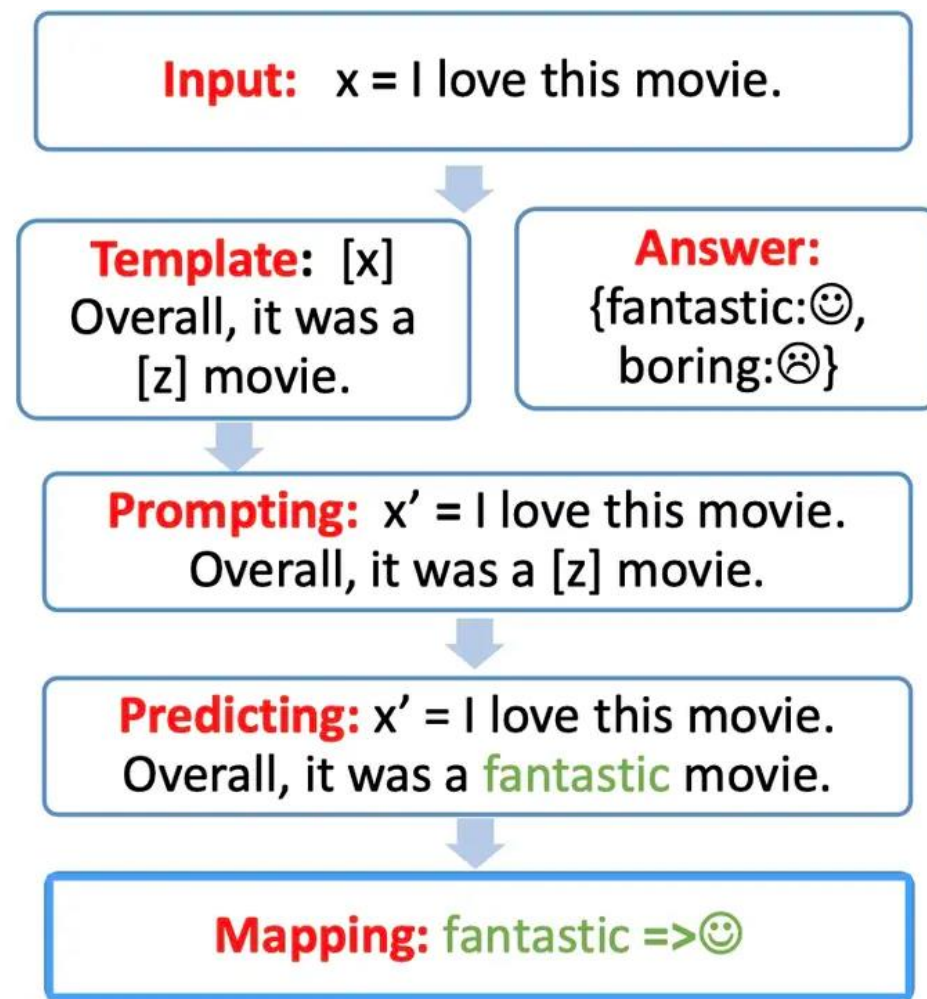 Input: x = I love this movie.
Template: [x]
Overall, it was a
[z] movie.
Answer:
{fantastic:☺,
boring:☹}
Prompting: x’ = I love this movie.
Overall, it was a [z] movie.
Predicting: x’ = I love this movie.
Overall, it was a fantastic movie.
Mapping: fantastic =>☺